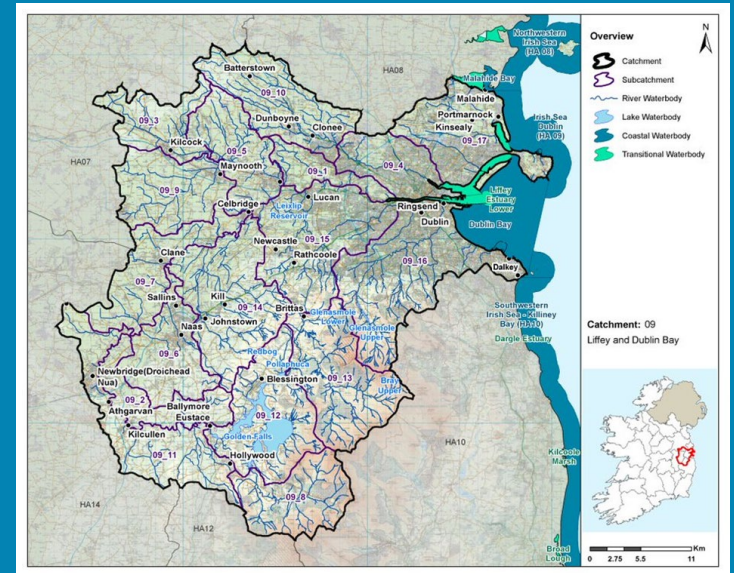 Northwestern
Irish Sea
(HA 08)
HA08
Batterstown
09_10
Malahide Bay
Malahide
09_3
Dunboyne
Portmarnock
Irish Sea
Dublin
(HA 09)
Clonee
Kinsealy
09_17
Kilcock
09_5
HA07
Maynooth
09_1
09_4
09_9
Lucan
Liffey
Estuary
Lower
Celbridge
Leixlip
Reservoir
Ringsend
Dublin
Dublin Bay
Newcastle
09_15
Clane
Rathcoole
09_16
Dalkey
09_7
Sallins
Kill
09_14
Brittas
Glenasmole
Lower
Southwestern
Irish Sea - Killiney
Bay (HA 10)
Johnstown
Glenasmole
Upper
Naas
Dargle Estuary
09_6
Redbog
Pollaphuca
Newbridge(Droichead
Nua)
Blessington
09_13
Bray
Upper
09_2
Athgarvan
Ballymore
Eustace
09_12
Kilcullen
Golden Falls
HA10
09_11
Hollywood
Kilcoole
Marsh
09_8
HA14
HA12
Broad
Lough
Overview
N
Catchment
Subcatchment
River Waterbody
Lake Waterbody
Coastal Waterbody
Transitional Waterbody
Catchment: 09
Liffey and Dublin Bay
Km
0 2.75 5.5 11